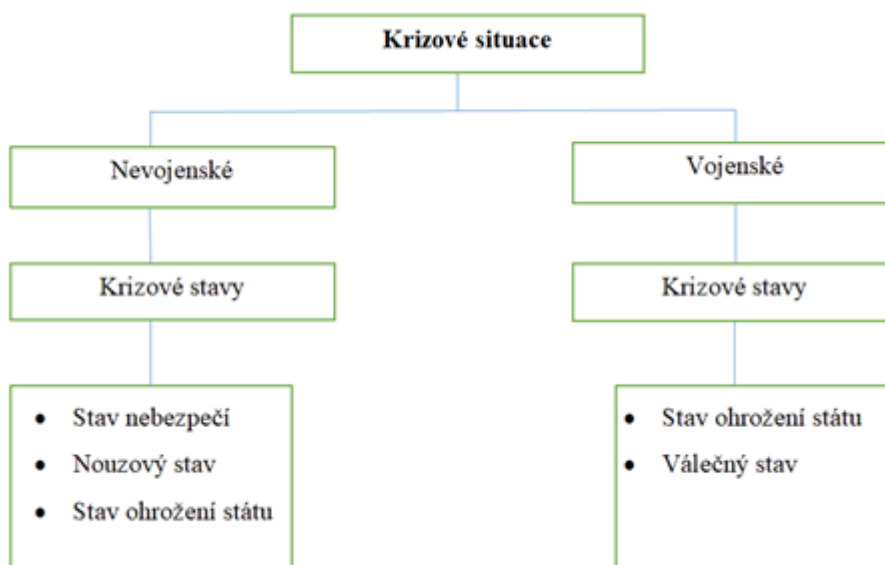 Krizové situace
Nevojenské
Vojenské
Krizové stavy
Krizové stavy
• Stav nebezpečí
• Nouzový stav
• Stav ohrožení státu
• Stav ohrožení státu
• Válečný stav